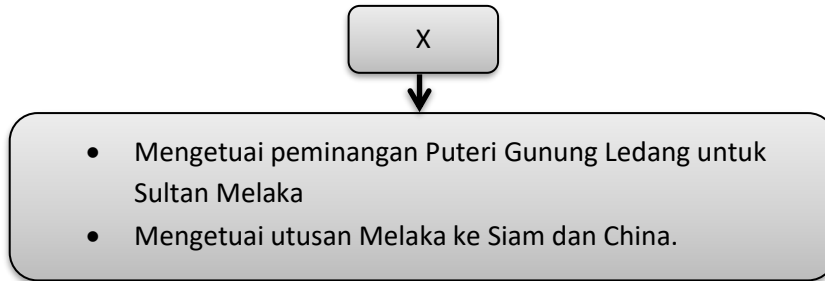 X
• Mengetuai peminangan Puteri Gunung Ledang untuk
Sultan Melaka
• Mengetuai utusan Melaka ke Siam dan China.